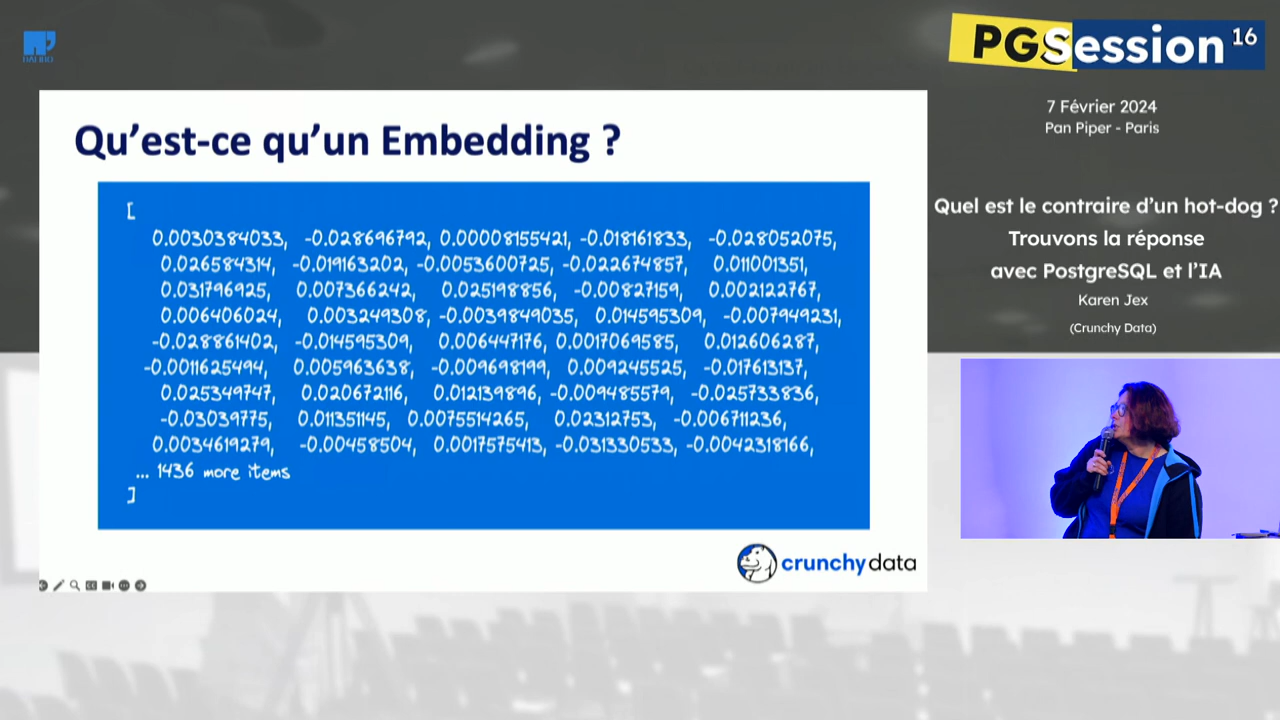 PGSession 16
7 Février 2024
Pan Piper - Paris
Quel est le contraire d'un hot-dog ?
Trouvons la réponse
avec PostgreSQL et l'IA
Karen Jex
(Crunchy Data)
Qu'est-ce qu'un Embedding ?
[
0.0030384033, -0.028696792, 0.00008155421, -0.018161833, -0.028052075,
0.026584314, -0.019163202, -0.0053600725, -0.022674857, 0.011001351,
0.031796925, 0.007366242, 0.025198856, -0.00827159, 0.002122767,
0.006406024, 0.003249308, -0.0039849035, 0.014595309, -0.007949231,
-0.028861402, -0.014595309, 0.006447176, 0.0017069585, 0.012606287,
-0.0011625494, 0.005963638, -0.009698199, 0.009245525, -0.017613137,
0.025349747, 0.020672116, 0.012139896, -0.009485579, -0.025733836,
-0.03039775, 0.011351145, 0.0075514265, 0.02312753, -0.006711236,
0.0034619279, -0.00458504, 0.0017575413, -0.031330533, -0.0042318166,
... 1436 more items
]
crunchydata